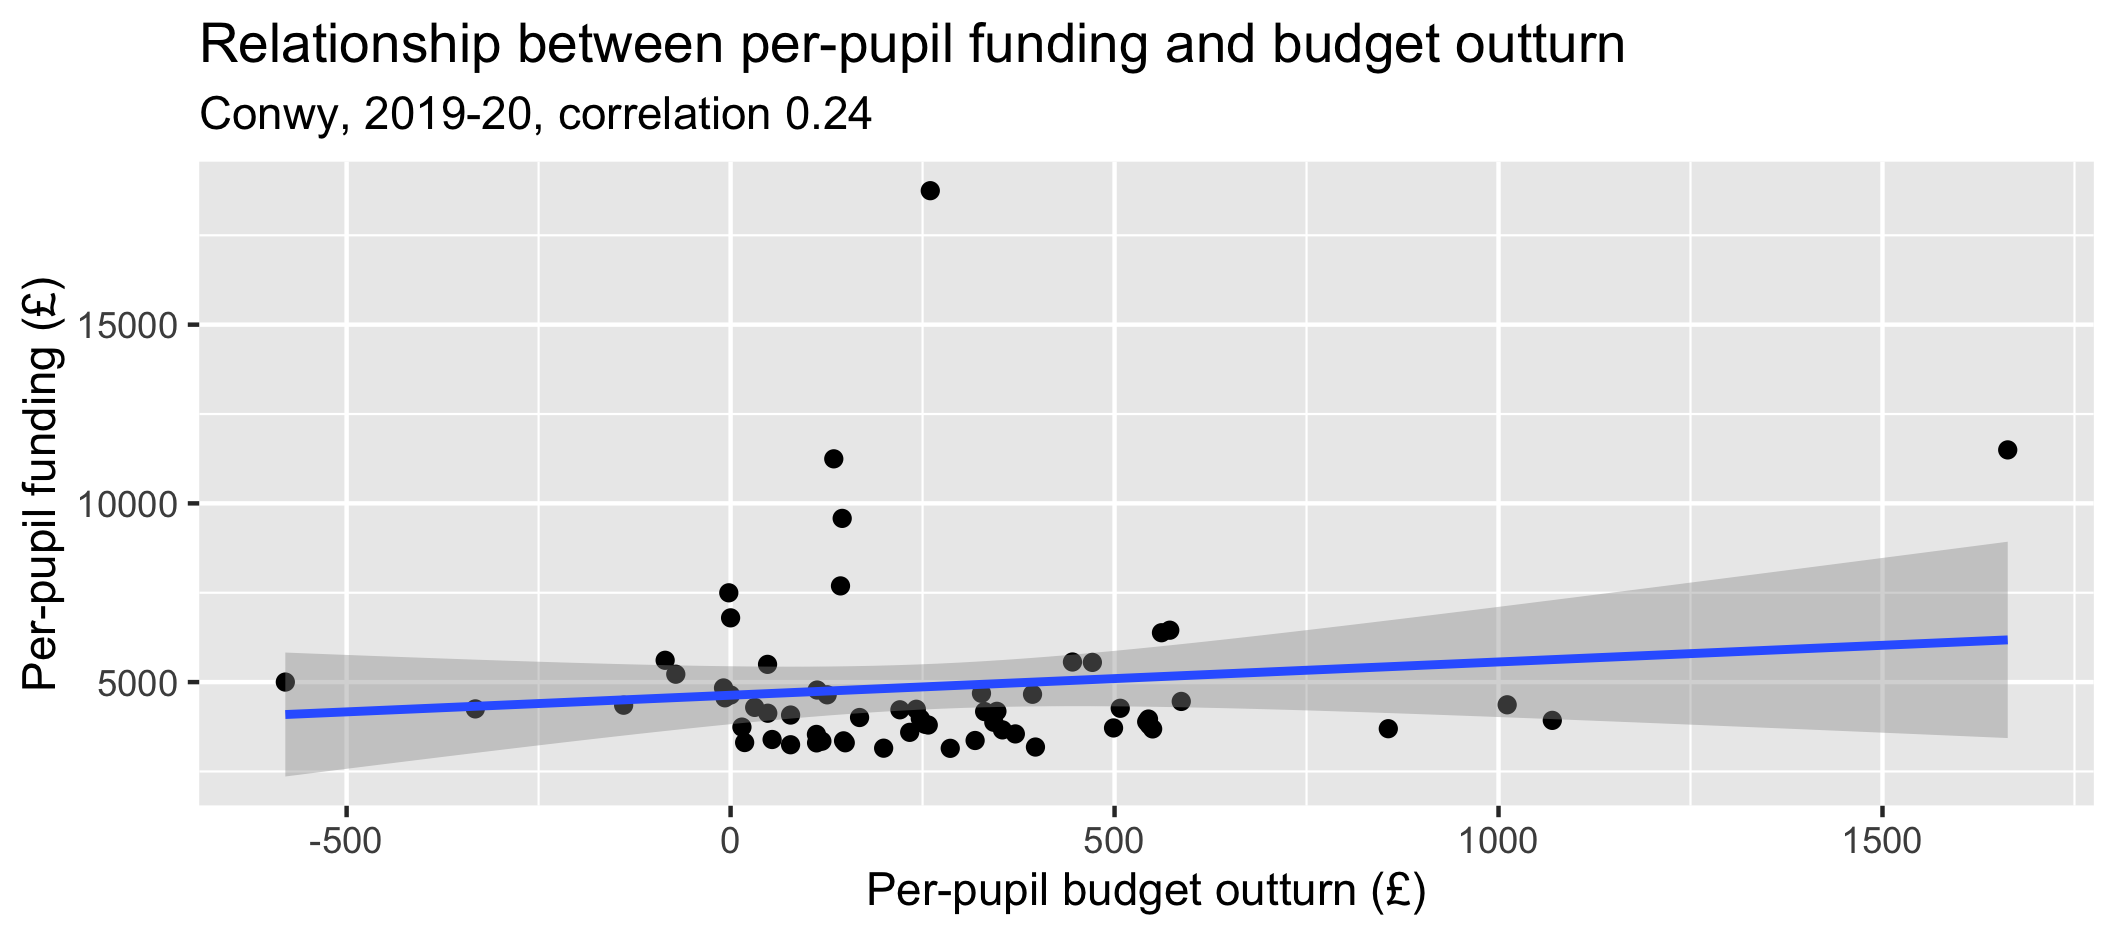 Relationship between per-pupil funding and budget outturn
Conwy, 2019-20, correlation 0.24
Per-pupil funding (£)
15000
10000
5000
-500
0
500
1000
1500
Per-pupil budget outturn (£)